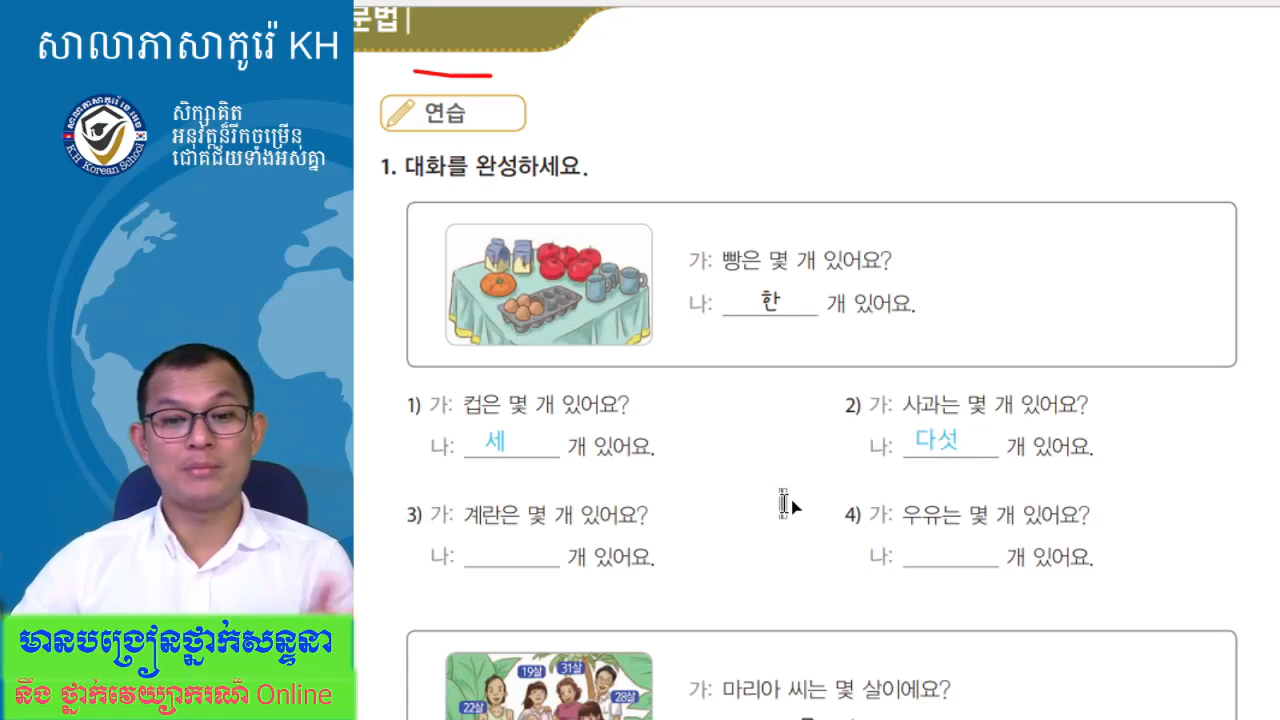 សាលាភាសាកូរ៉េ KH
សិក្សាគិត
អនុវត្តន៏រីកចម្រើន
ជោគជ័យទាំងអស់គ្នា
K.H Korean School
មានបង្រៀនថ្នាក់សន្ទនា
នឹង ថ្នាក់វេយ្យាករណ៏ Online
문법
연습
1. 대화를 완성하세요.
가: 빵은 몇 개 있어요?
나: 한 개 있어요.
1) 가: 컵은 몇 개 있어요?
나: 세 개 있어요.
2) 가: 사과는 몇 개 있어요?
나: 다섯 개 있어요.
3) 가: 계란은 몇 개 있어요?
나: ________ 개 있어요.
4) 가: 우유는 몇 개 있어요?
나: ________ 개 있어요.
22살
19살
31살
28살
가: 마리아 씨는 몇 살이에요?